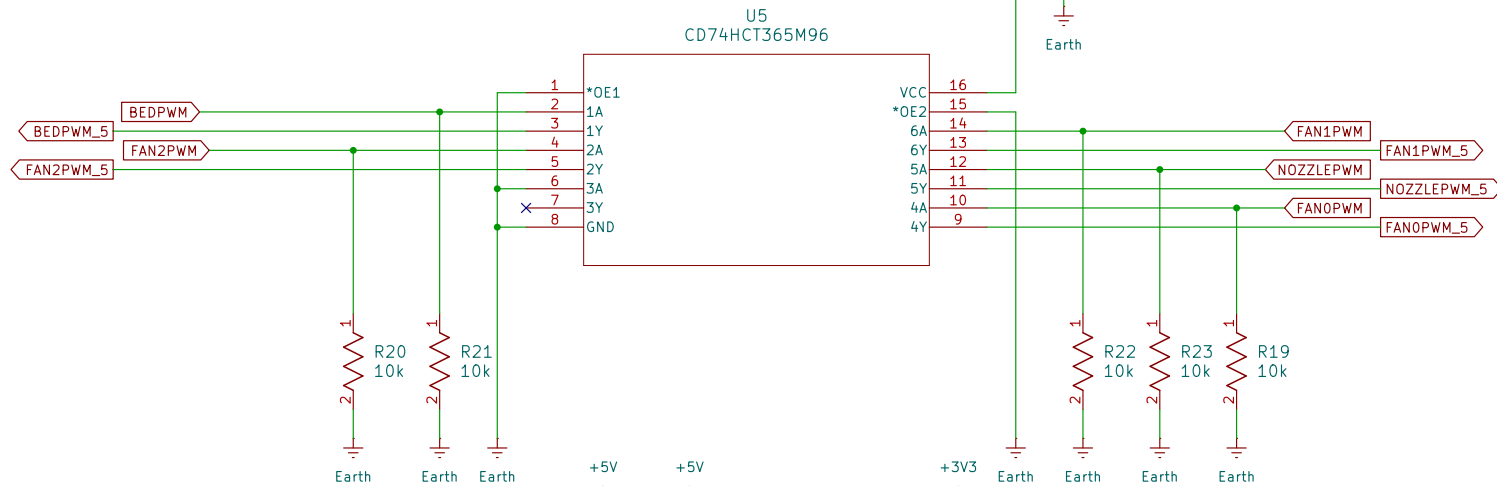 U5
CD74HCT365M96
Earth
1 *OE1
2 1A
3 1Y
4 2A
5 2Y
6 3A
7 3Y
8 GND
VCC 16
*OE2 15
6A 14
6Y 13
5A 12
5Y 11
4A 10
4Y 9
BEDPWM
BEDPWM_5
FAN2PWM
FAN2PWM_5
FAN1PWM
FAN1PWM_5
NOZZLEPWM
NOZZLEPWM_5
FAN0PWM
FAN0PWM_5
1 R20 10k 2
1 R21 10k 2
1 R22 10k 2
1 R23 10k 2
1 R19 10k 2
+5V +5V +3V3
Earth Earth Earth Earth Earth Earth Earth